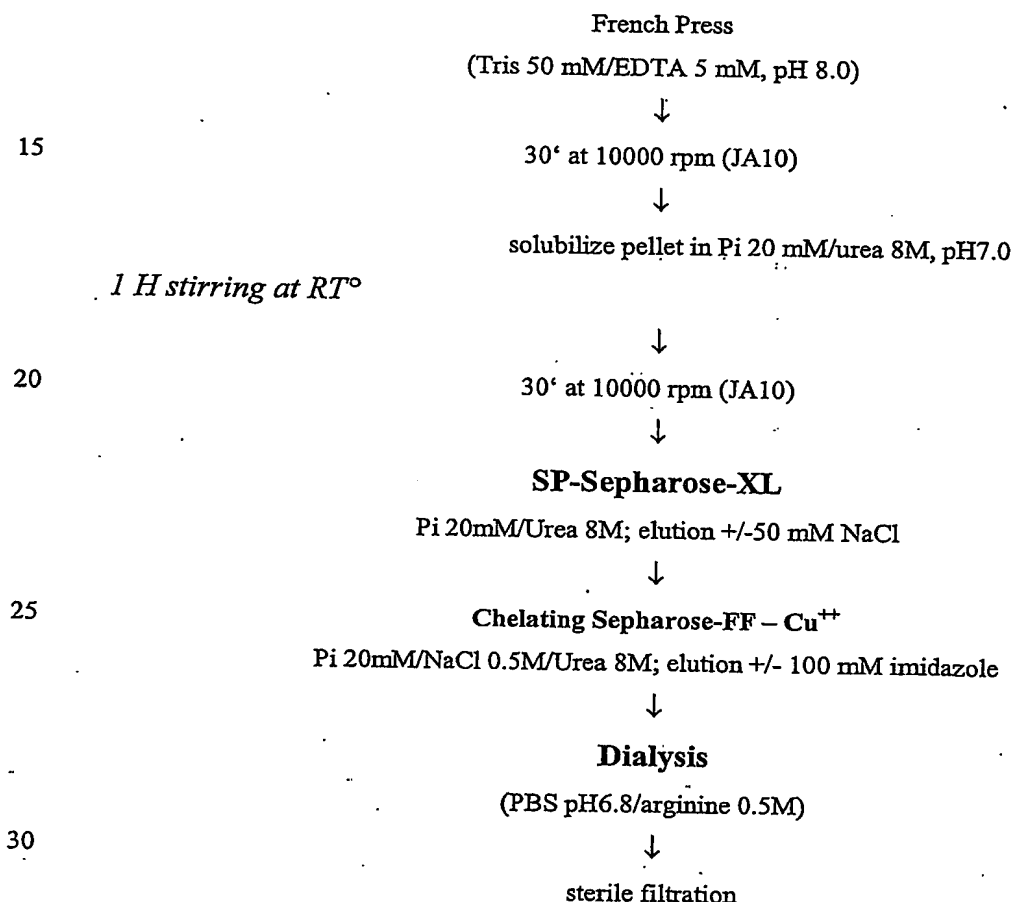 French Press
(Tris 50 mM/EDTA 5 mM, pH 8.0)
↓
15
30‘ at 10000 rpm (JA10)
↓
solubilize pellet in Pi 20 mM/urea 8M, pH7.0
1 H stirring at RT°
↓
20
30‘ at 10000 rpm (JA10)
↓
SP-Sepharose-XL
Pi 20mM/Urea 8M; elution +/-50 mM NaCl
↓
25
Chelating Sepharose-FF – Cu⁺⁺
Pi 20mM/NaCl 0.5M/Urea 8M; elution +/- 100 mM imidazole
↓
Dialysis
(PBS pH6.8/arginine 0.5M)
30
↓
sterile filtration